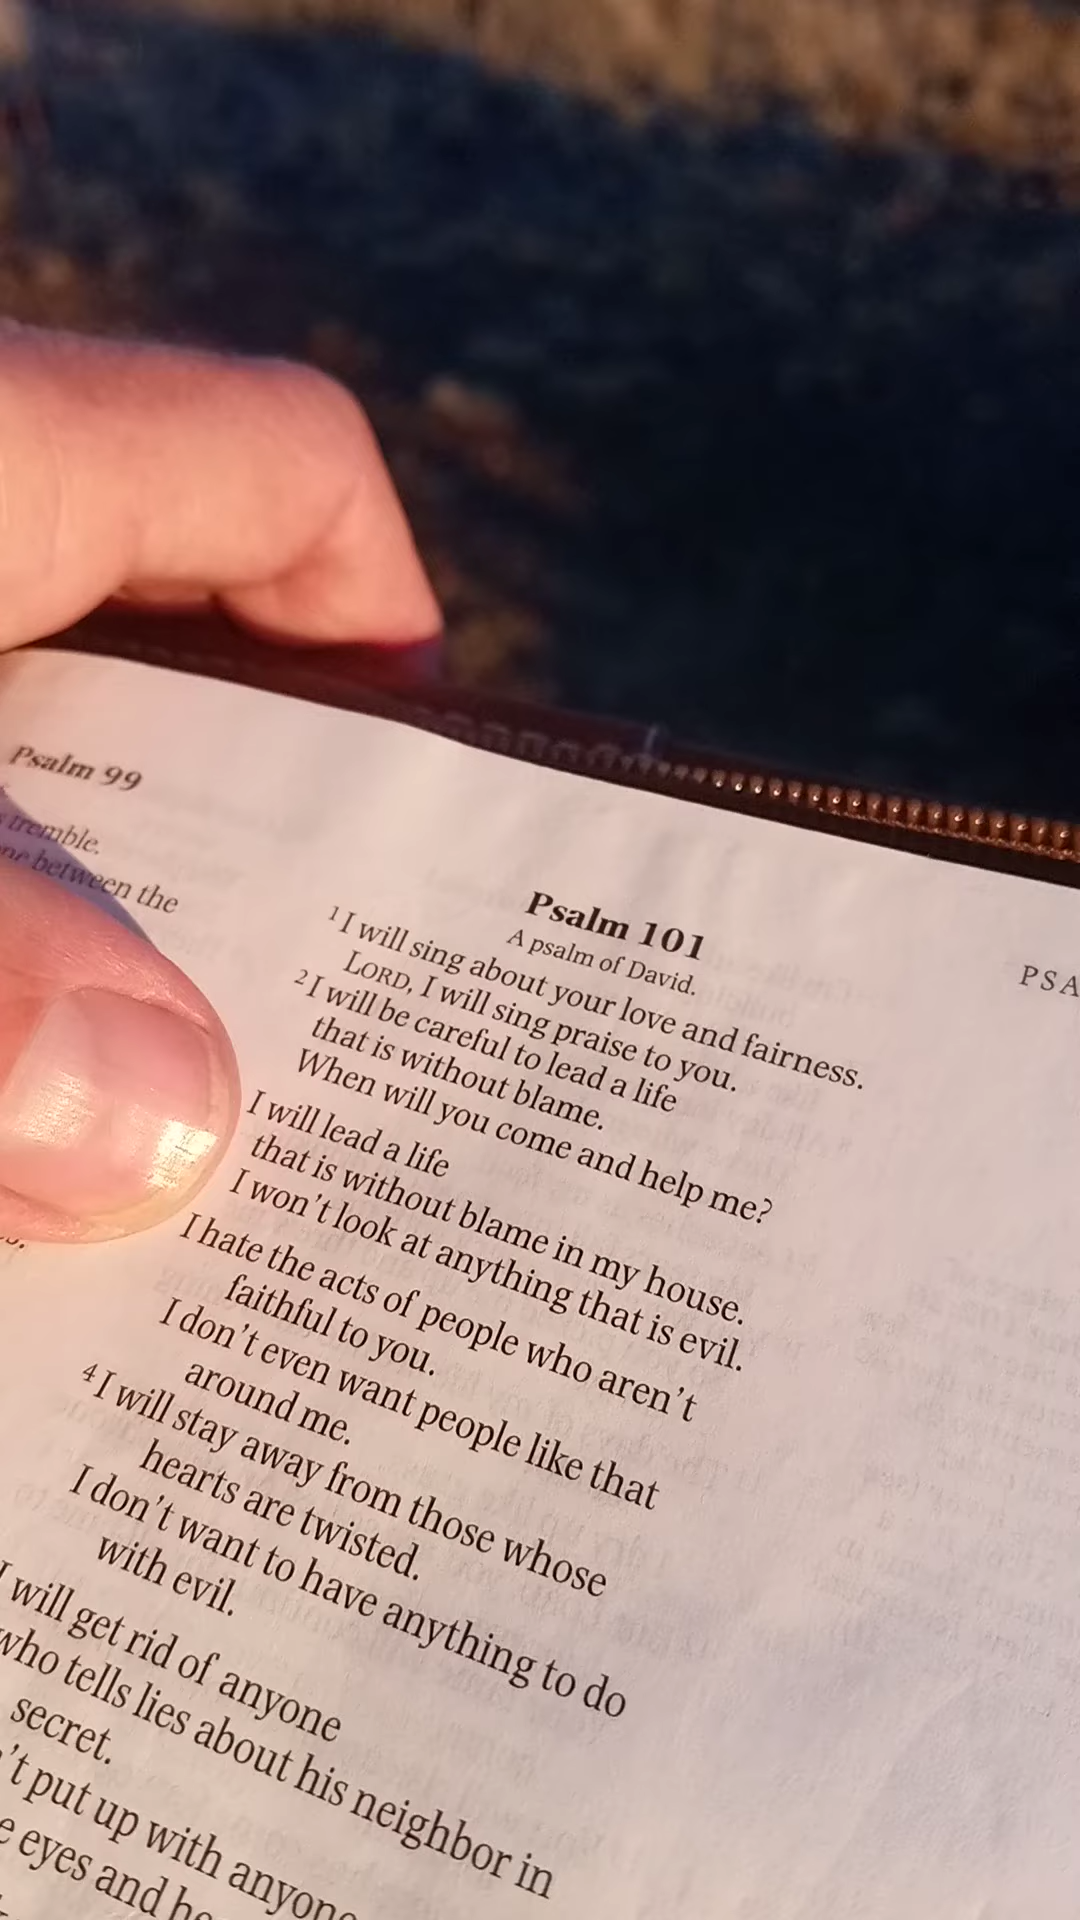 Psalm 99
tremble.
between the
Psalm 101
A psalm of David.
1 I will sing about your love and fairness.
LORD, I will sing praise to you.
2 I will be careful to lead a life
that is without blame.
When will you come and help me?
I will lead a life
that is without blame in my house.
I won't look at anything that is evil.
I hate the acts of people who aren't
faithful to you.
I don't even want people like that
around me.
4 I will stay away from those whose
hearts are twisted.
I don't want to have anything to do
with evil.
I will get rid of anyone
who tells lies about his neighbor in
secret.
't put up with anyone
eyes and
PSA